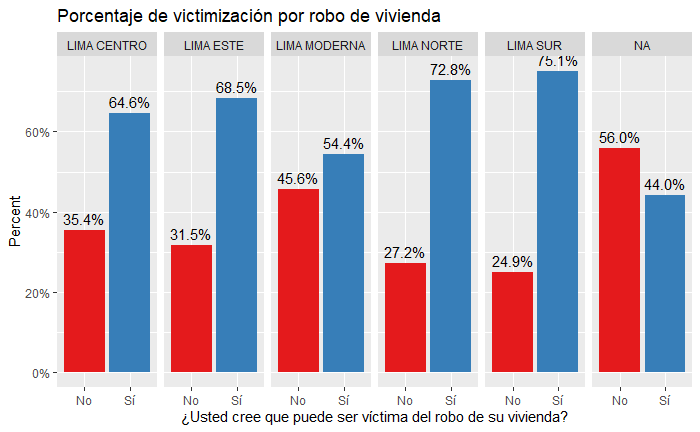 Porcentaje de victimización por robo de vivienda
LIMA CENTRO LIMA ESTE LIMA MODERNA LIMA NORTE LIMA SUR NA
35.4% 64.6% 31.5% 68.5% 45.6% 54.4% 27.2% 72.8% 24.9% 75.1% 56.0% 44.0%
60%
40%
20%
0%
Percent
No Sí No Sí No Sí No Sí No Sí No Sí
¿Usted cree que puede ser víctima del robo de su vivienda?